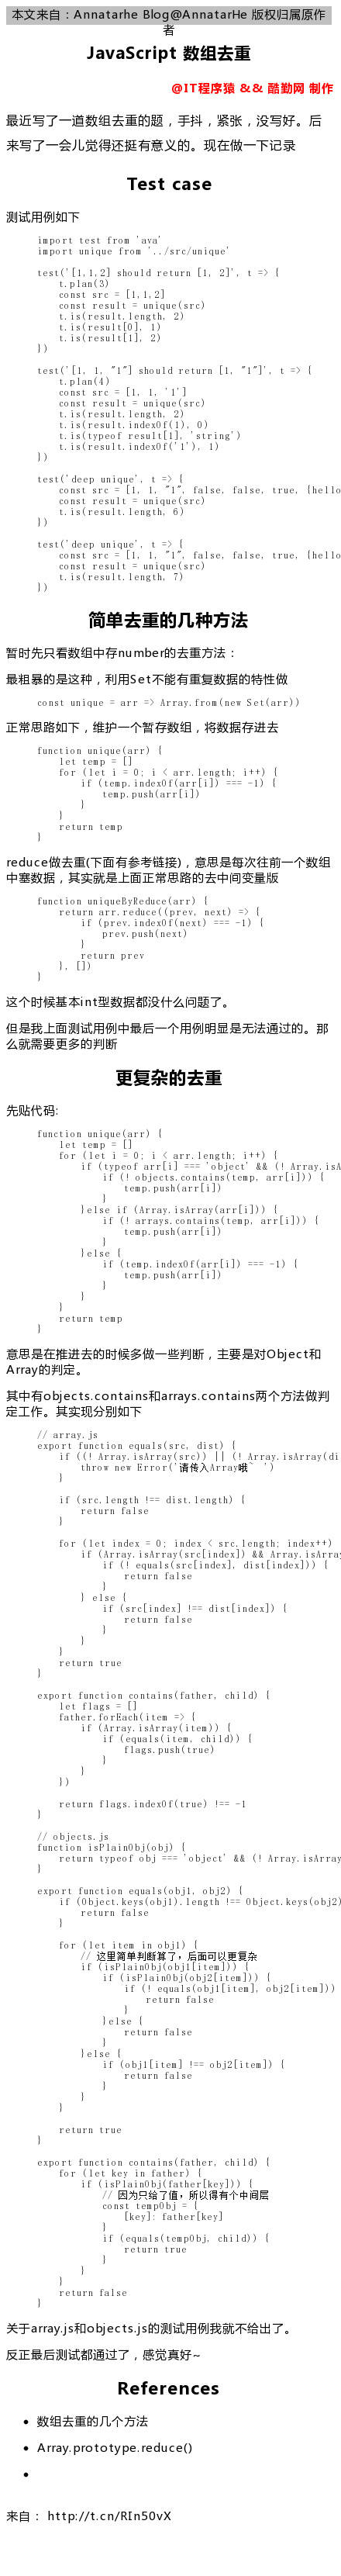 本文来自：Annatarhe Blog@AnnatarHe 版权归属原作
者
JavaScript 数组去重
@IT程序猿 && 酷勤网 制作
最近写了一道数组去重的题，手抖，紧张，没写好。后
来写了一会儿觉得还挺有意义的。现在做一下记录
Test case
测试用例如下
import test from 'ava'
import unique from '../src/unique'
test('[1,1,2] should return [1, 2]', t => {
t.plan(3)
const src = [1,1,2]
const result = unique(src)
t.is(result.length, 2)
t.is(result[0], 1)
t.is(result[1], 2)
})
test('[1, 1, "1"] should return [1, "1"]', t => {
t.plan(4)
const src = [1, 1, '1']
const result = unique(src)
t.is(result.length, 2)
t.is(result.indexOf(1), 0)
t.is(typeof result[1], 'string')
t.is(result.indexOf('1'), 1)
})
test('deep unique', t => {
const src = [1, 1, "1", false, false, true, {hello
const result = unique(src)
t.is(result.length, 6)
})
test('deep unique', t => {
const src = [1, 1, "1", false, false, true, {hello
const result = unique(src)
t.is(result.length, 7)
})
简单去重的几种方法
暂时先只看数组中存number的去重方法：
最粗暴的是这种，利用Set不能有重复数据的特性做
const unique = arr => Array.from(new Set(arr))
正常思路如下，维护一个暂存数组，将数据存进去
function unique(arr) {
let temp = []
for (let i = 0; i < arr.length; i++) {
if (temp.indexOf(arr[i]) === -1) {
temp.push(arr[i])
}
}
return temp
}
reduce做去重(下面有参考链接)，意思是每次往前一个数组
中塞数据，其实就是上面正常思路的去中间变量版
function uniqueByReduce(arr) {
return arr.reduce((prev, next) => {
if (prev.indexOf(next) === -1) {
prev.push(next)
}
return prev
}, [])
}
这个时候基本int型数据都没什么问题了。
但是我上面测试用例中最后一个用例明显是无法通过的。那
么就需要更多的判断
更复杂的去重
先贴代码:
function unique(arr) {
let temp = []
for (let i = 0; i < arr.length; i++) {
if (typeof arr[i] === 'object' && (! Array.isA
if (! objects.contains(temp, arr[i])) {
temp.push(arr[i])
}
}else if (Array.isArray(arr[i])) {
if (! arrays.contains(temp, arr[i])) {
temp.push(arr[i])
}
}else {
if (temp.indexOf(arr[i]) === -1) {
temp.push(arr[i])
}
}
}
return temp
}
意思是在推进去的时候多做一些判断，主要是对Object和
Array的判定。
其中有objects.contains和arrays.contains两个方法做判
定工作。其实现分别如下
// array.js
export function equals(src, dist) {
if ((! Array.isArray(src)) || (! Array.isArray(di
throw new Error('请传入Array哦~ ')
}
if (src.length !== dist.length) {
return false
}
for (let index = 0; index < src.length; index++)
if (Array.isArray(src[index]) && Array.isArray
if (! equals(src[index], dist[index])) {
return false
}
} else {
if (src[index] !== dist[index]) {
return false
}
}
}
return true
}
export function contains(father, child) {
let flags = []
father.forEach(item => {
if (Array.isArray(item)) {
if (equals(item, child)) {
flags.push(true)
}
}
})
return flags.indexOf(true) !== -1
}
// objects.js
function isPlainObj(obj) {
return typeof obj === 'object' && (! Array.isArray
}
export function equals(obj1, obj2) {
if (Object.keys(obj1).length !== Object.keys(obj2)
return false
}
for (let item in obj1) {
// 这里简单判断算了，后面可以更复杂
if (isPlainObj(obj1[item])) {
if (isPlainObj(obj2[item])) {
if (! equals(obj1[item], obj2[item]))
return false
}
}else {
return false
}
}else {
if (obj1[item] !== obj2[item]) {
return false
}
}
}
return true
}
export function contains(father, child) {
for (let key in father) {
if (isPlainObj(father[key])) {
// 因为只给了值，所以得有个中间层
const tempObj = {
[key]: father[key]
}
if (equals(tempObj, child)) {
return true
}
}
}
return false
}
关于array.js和objects.js的测试用例我就不给出了。
反正最后测试都通过了，感觉真好~
References
• 数组去重的几个方法
• Array.prototype.reduce()
•
来自： http://t.cn/RIn50vX